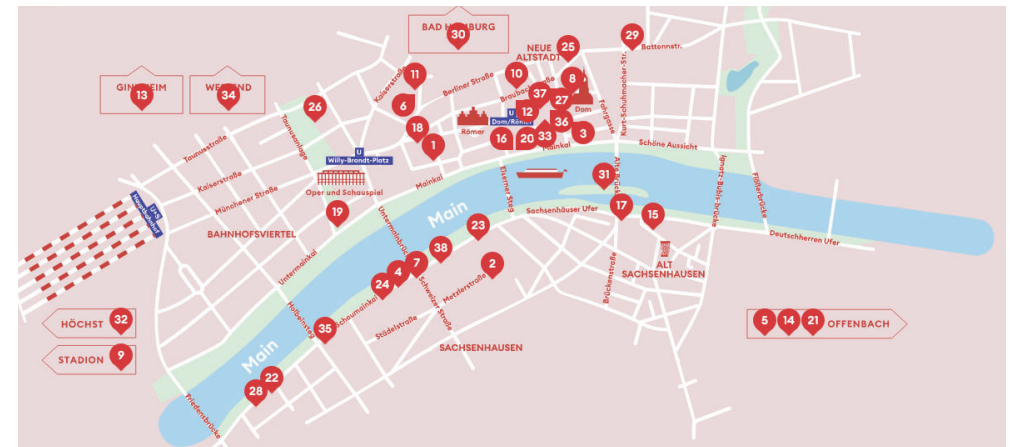 BAD HOMBURG
30
NEUE
ALTSTADT
25
29
Battonnstr.
GINNHEIM
13
WESTEND
34
11
Kaiserstraße
Berliner Straße
10
Braubachstraße
8
37
27
Dom
Fahrgasse
Kurt-Schumacher-Str.
26
Taunusanlage
6
18
1
Römer
U
Dom/Römer
12
36
16
20
33
3
Mainkai
Schöne Aussicht
Taunusstraße
Kaiserstraße
Münchener Straße
U
Willy-Brandt-Platz
Oper und Schauspiel
Mainkai
Eiserner Steg
31
Alte Brücke
Ignatz-Bubis-Brücke
Flößerbrücke
U+S
Hauptbahnhof
BAHNHOFSVIERTEL
19
Untermainbrücke
Main
Sachsenhäuser Ufer
17
15
Deutschherren Ufer
23
38
Untermainkai
7
4
24
2
Metzlerstraße
Schweizer Straße
Brückenstraße
ALT
SACHSENHAUSEN
Schaumainkai
Städelstraße
Holbeinsteg
35
SACHSENHAUSEN
HÖCHST
32
STADION
9
5
14
21
OFFENBACH
Main
22
28
Friedensbrücke